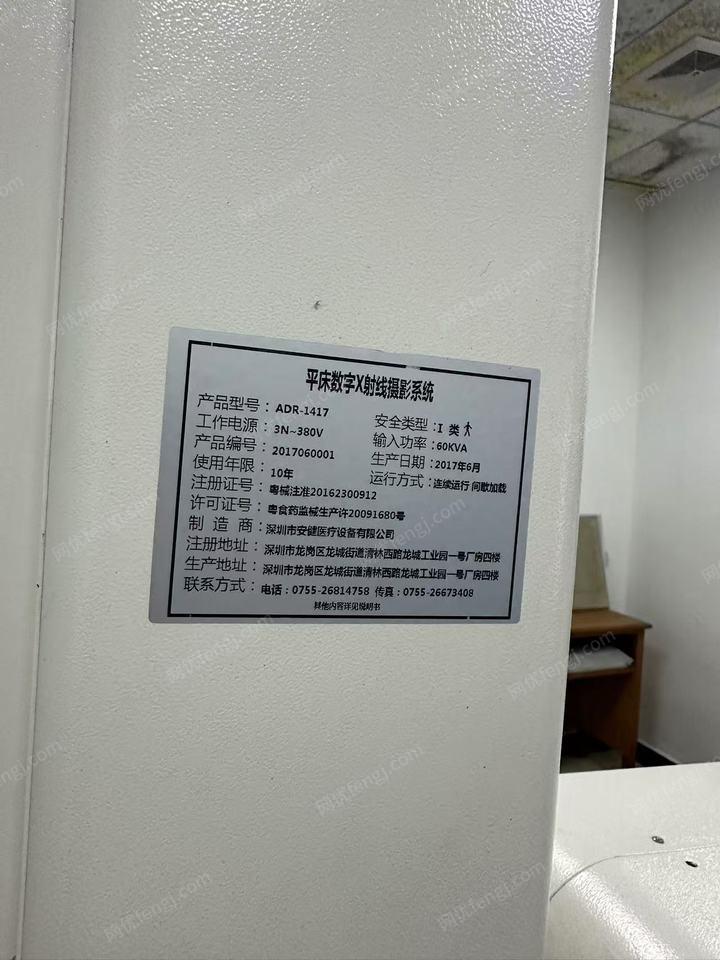 平床数字X射线摄影系统
产品型号：ADR-1417 安全类型：I 类
工作电源：3N~380V 输入功率：60KVA
产品编号：2017060001 生产日期：2017年6月
使用年限：10年 运行方式：连续运行 间歇加载
注册证号：粤械注准20162300912
许可证号：粤食药监械生产许20091680号
制造商：深圳市安健医疗设备有限公司
注册地址：深圳市龙岗区龙城街道清林西路龙城工业园一号厂房四楼
生产地址：深圳市龙岗区龙城街道清林西路龙城工业园一号厂房四楼
联系方式：电话：0755-26814758 传真：0755-26673408
其他内容详见说明书
网优fengj.com